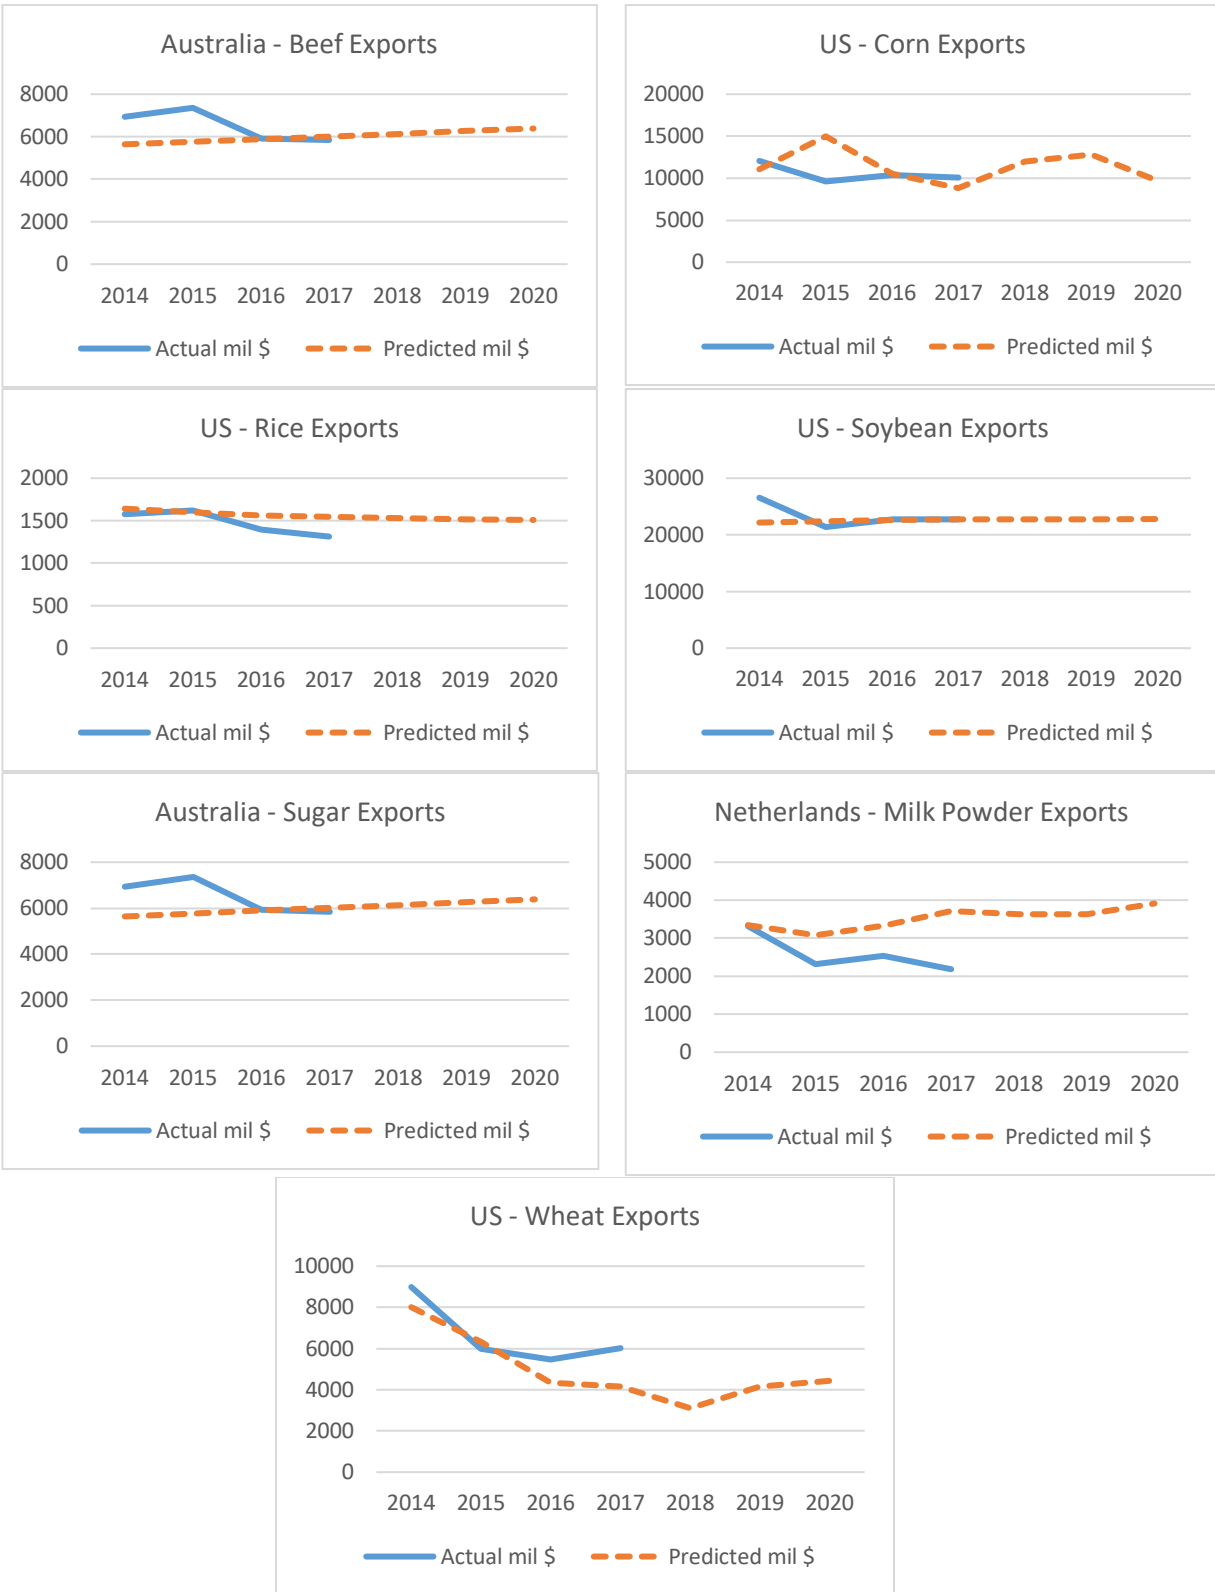 Australia - Beef Exports
8000
6000
4000
2000
0
2014 2015 2016 2017 2018 2019 2020
Actual mil $ Predicted mil $
US - Corn Exports
20000
15000
10000
5000
0
2014 2015 2016 2017 2018 2019 2020
Actual mil $ Predicted mil $
US - Rice Exports
2000
1500
1000
500
0
2014 2015 2016 2017 2018 2019 2020
Actual mil $ Predicted mil $
US - Soybean Exports
30000
20000
10000
0
2014 2015 2016 2017 2018 2019 2020
Actual mil $ Predicted mil $
Australia - Sugar Exports
8000
6000
4000
2000
0
2014 2015 2016 2017 2018 2019 2020
Actual mil $ Predicted mil $
Netherlands - Milk Powder Exports
5000
4000
3000
2000
1000
0
2014 2015 2016 2017 2018 2019 2020
Actual mil $ Predicted mil $
US - Wheat Exports
10000
8000
6000
4000
2000
0
2014 2015 2016 2017 2018 2019 2020
Actual mil $ Predicted mil $